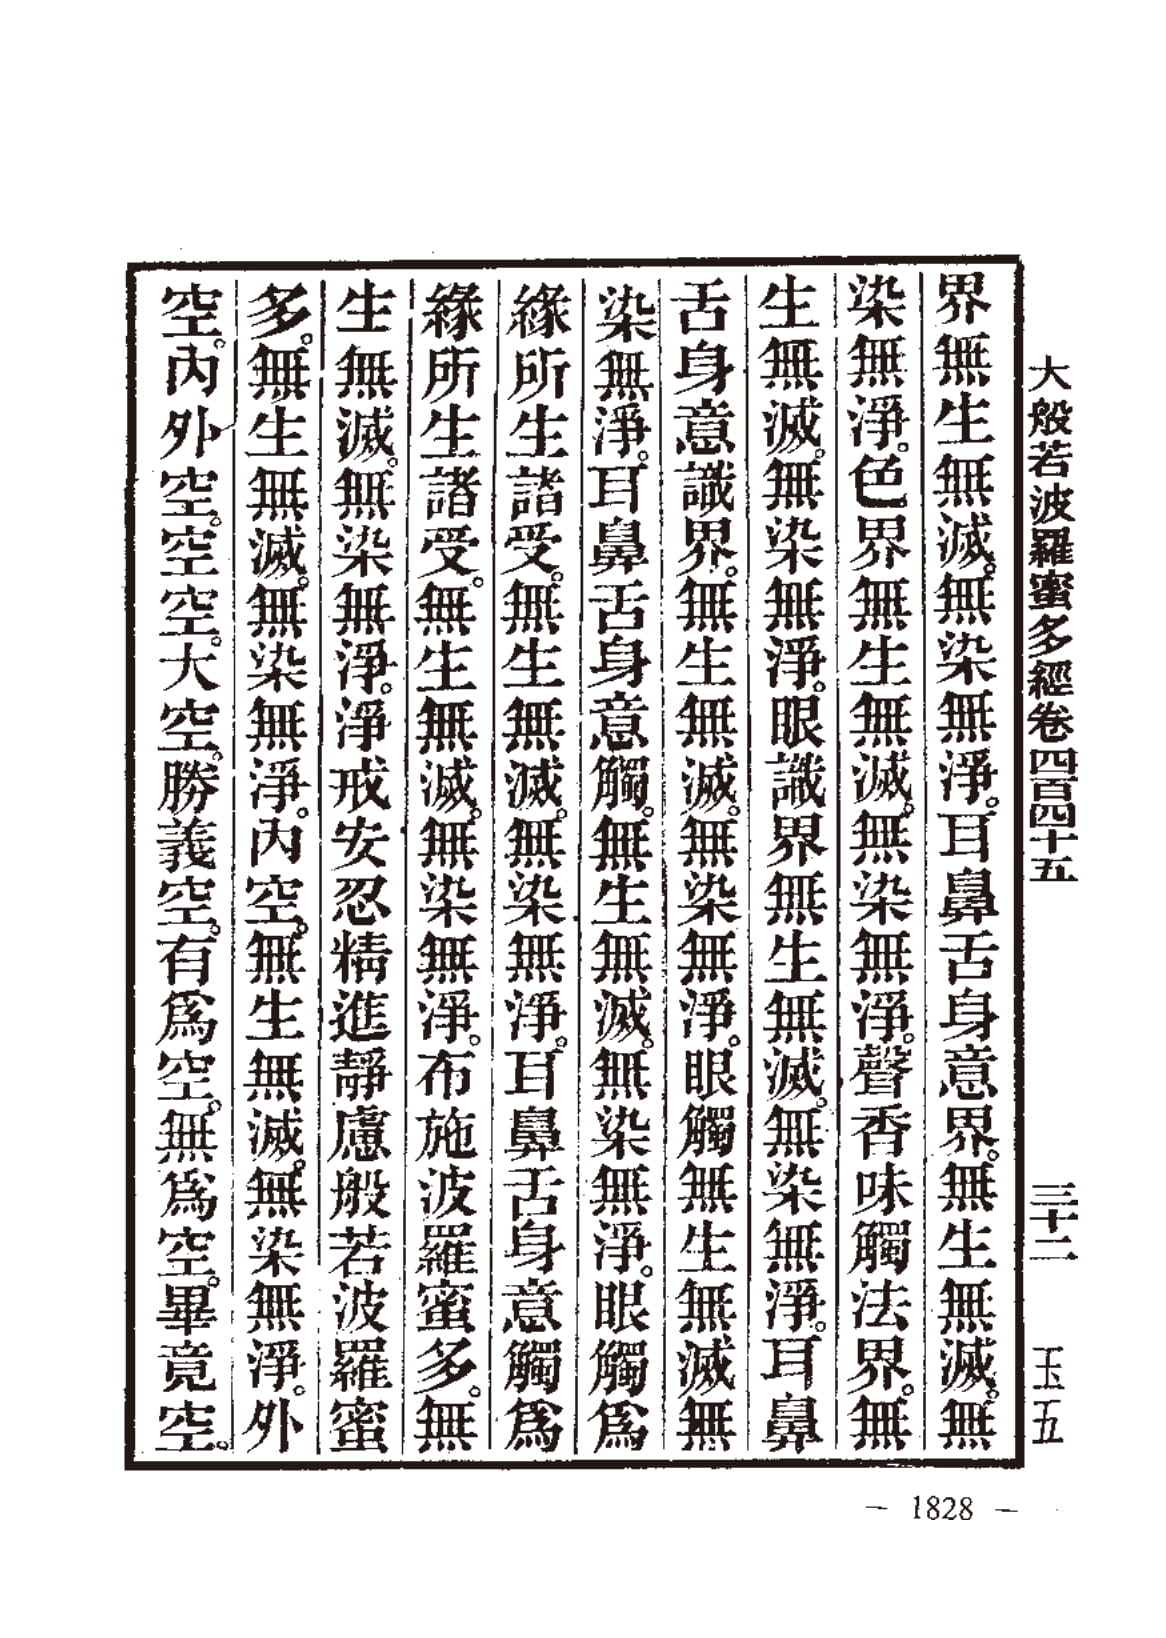 大般若波羅蜜多經卷四百四十五　三十二　玉五
界無生無滅。無染無淨。耳鼻舌身意界。無生無滅。無
染無淨。色界無生無滅。無染無淨。聲香味觸法界。無
生無滅。無染無淨。眼識界無生無滅。無染無淨。耳鼻
舌身意識界。無生無滅。無染無淨。眼觸無生無滅無
染無淨。耳鼻舌身意觸。無生無滅。無染無淨。眼觸爲
緣所生諸受。無生無滅。無染無淨。耳鼻舌身意觸爲
緣所生諸受。無生無滅。無染無淨。布施波羅蜜多。無
生無滅。無染無淨。淨戒安忍精進靜慮般若波羅蜜
多。無生無滅。無染無淨。內空。無生無滅。無染無淨。外
空。內外空。空空。大空。勝義空。有爲空。無爲空。畢竟空。
— 1828 —